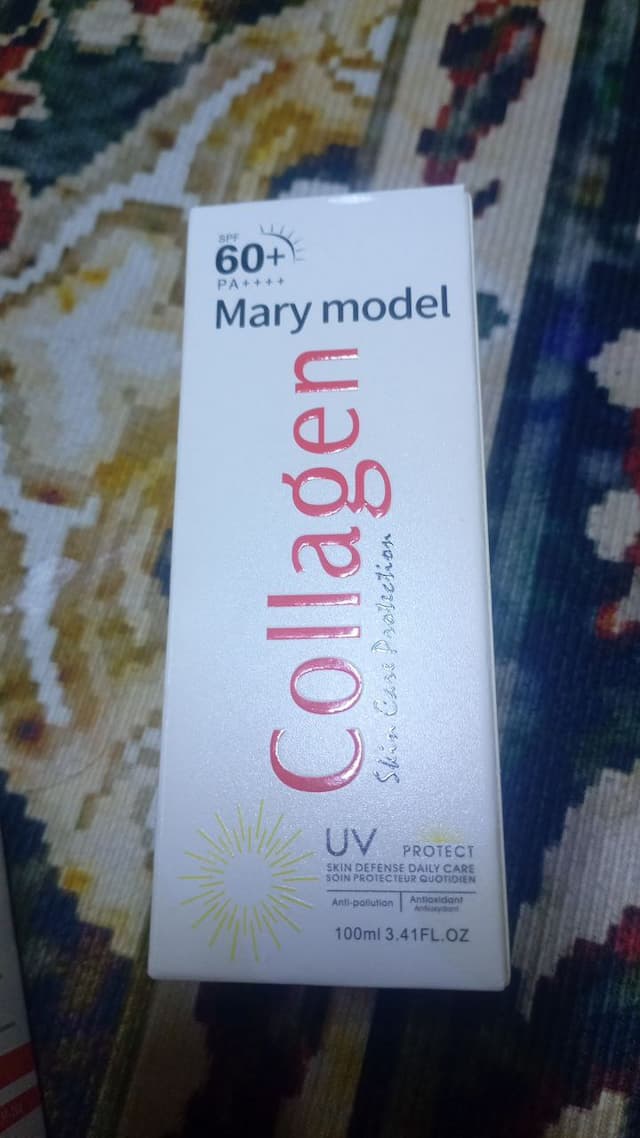 SPF
60+
PA++++
Mary model
Collagen
Skin Care Protection
UV PROTECT
SKIN DEFENSE DAILY CARE
SOIN PROTECTEUR QUOTIDIEN
Anti-pollution | Antioxidant
Antioxydant
100ml 3.41FL.OZ